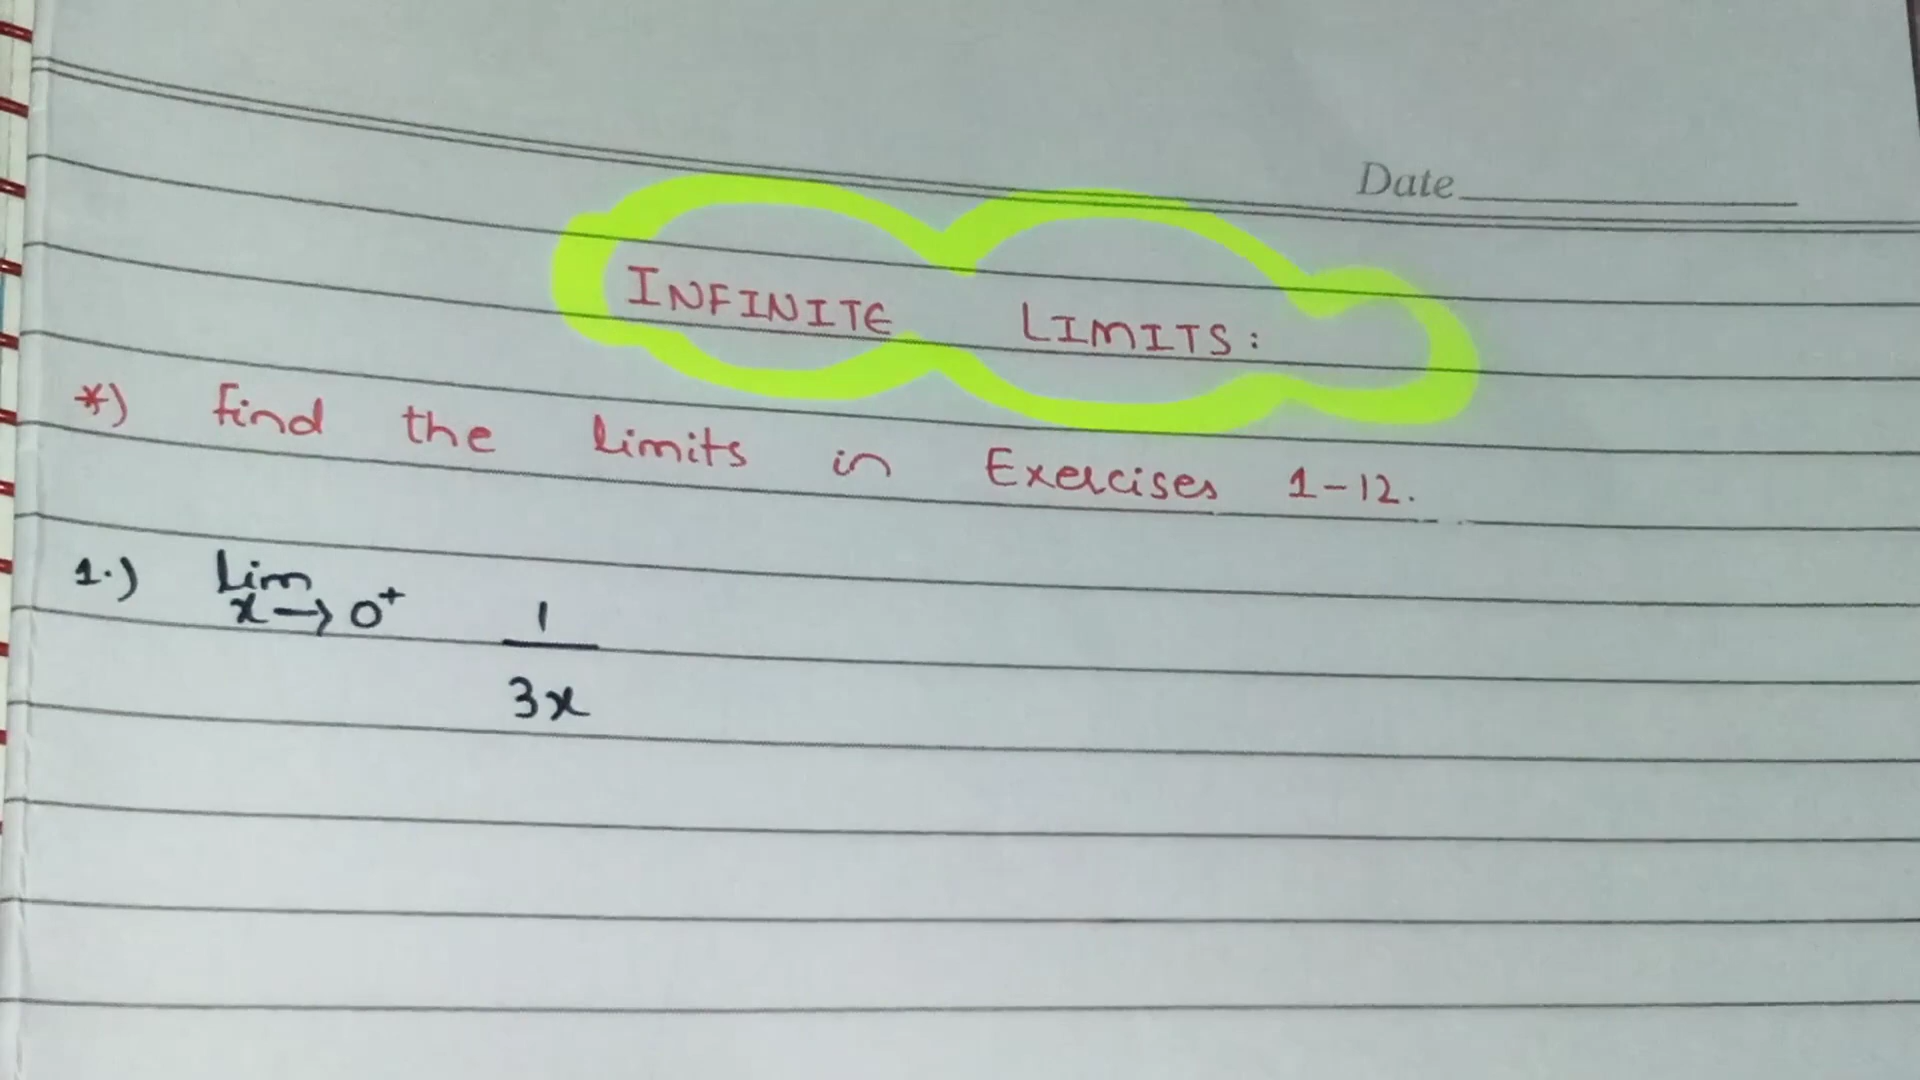 Date
INFINITE LIMITS:
*) find the limits in Exercises 1-12.
1.) Lim x→0⁺ 1/3x